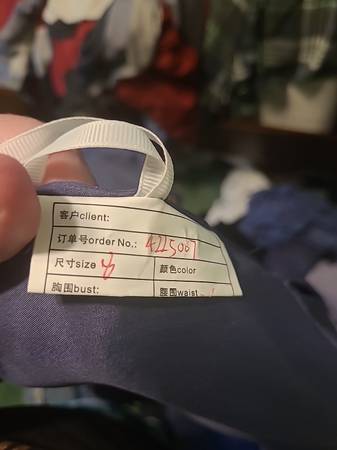 客户client:
订单号order No.: 4225087
尺寸size 6 颜色color
胸围bust: 腰围waist